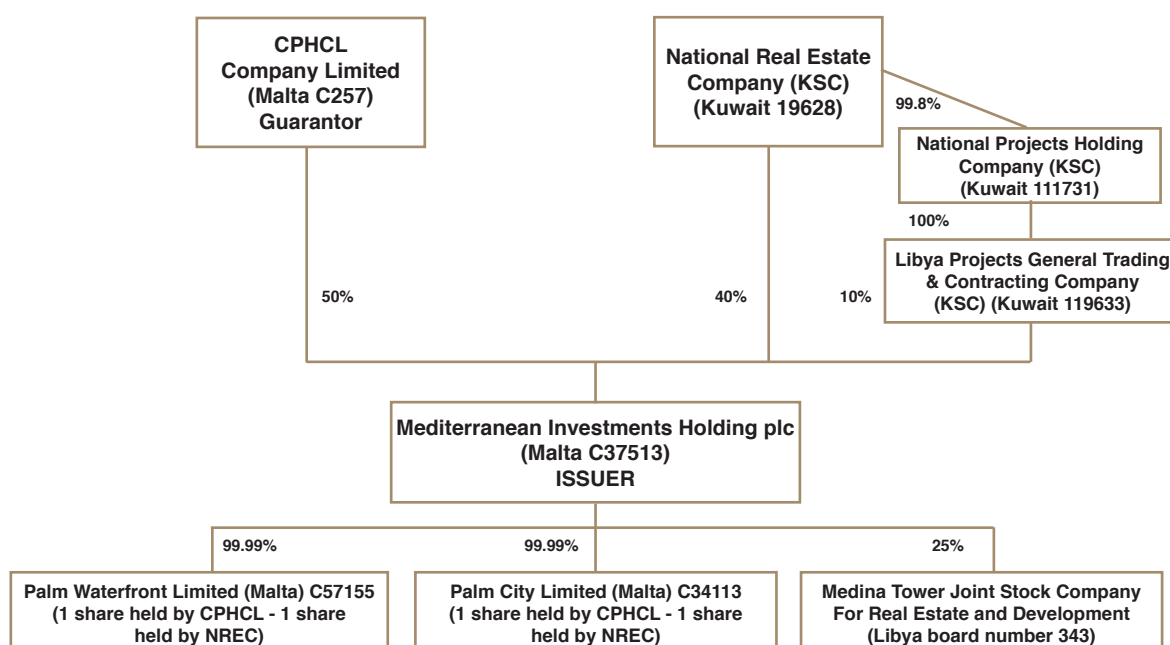 CPHCL
Company Limited
(Malta C257)
Guarantor
National Real Estate
Company (KSC)
(Kuwait 19628)
99.8%
National Projects Holding
Company (KSC)
(Kuwait 111731)
100%
Libya Projects General Trading
& Contracting Company
(KSC) (Kuwait 119633)
50%
40%
10%
Mediterranean Investments Holding plc
(Malta C37513)
ISSUER
99.99%
99.99%
25%
Palm Waterfront Limited (Malta) C57155
(1 share held by CPHCL - 1 share
held by NREC)
Palm City Limited (Malta) C34113
(1 share held by CPHCL - 1 share
held by NREC)
Medina Tower Joint Stock Company
For Real Estate and Development
(Libya board number 343)